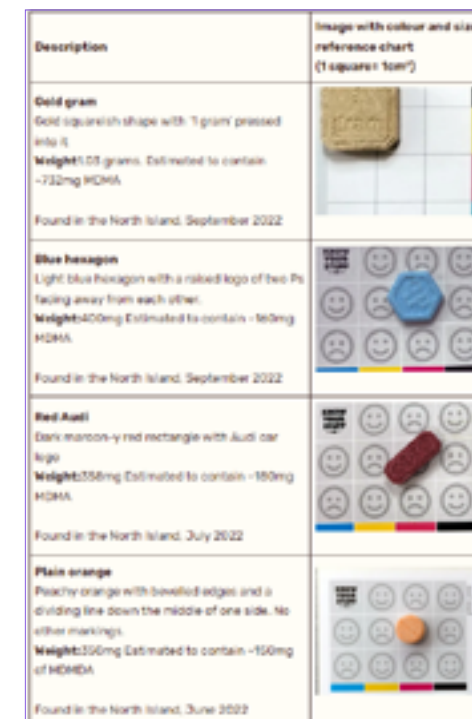 Description
Image with colour and siz
reference chart
(1 square= 1cm²)
Gold gram
Gold squareish shape with '1 gram' pressed
into it
Weight:1.03 grams. Estimated to contain
~732mg MDMA
Found in the North Island, September 2022
Blue hexagon
Light blue hexagon with a raised logo of two Ps
facing away from each other.
Weight:400mg Estimated to contain ~160mg
MDMA
Found in the North Island, September 2022
Red Audi
Dark maroon-y red rectangle with Audi car
logo
Weight:358mg Estimated to contain ~180mg
MDMA
Found in the North Island, July 2022
Plain orange
Peachy orange with bevelled edges and a
dividing line down the middle of one side. No
other markings.
Weight:350mg Estimated to contain ~150mg
of MDMDA
Found in the North Island, June 2022